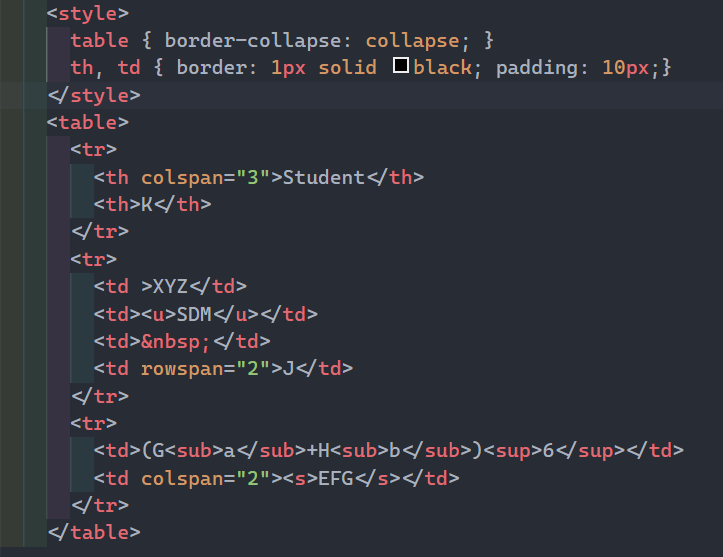 <style>
table { border-collapse: collapse; }
th, td { border: 1px solid black; padding: 10px;}
</style>
<table>
<tr>
<th colspan="3">Student</th>
<th>K</th>
</tr>
<tr>
<td >XYZ</td>
<td><u>SDM</u></td>
<td>&nbsp;</td>
<td rowspan="2">J</td>
</tr>
<tr>
<td>(G<sub>a</sub>+H<sub>b</sub>)<sup>6</sup></td>
<td colspan="2"><s>EFG</s></td>
</tr>
</table>